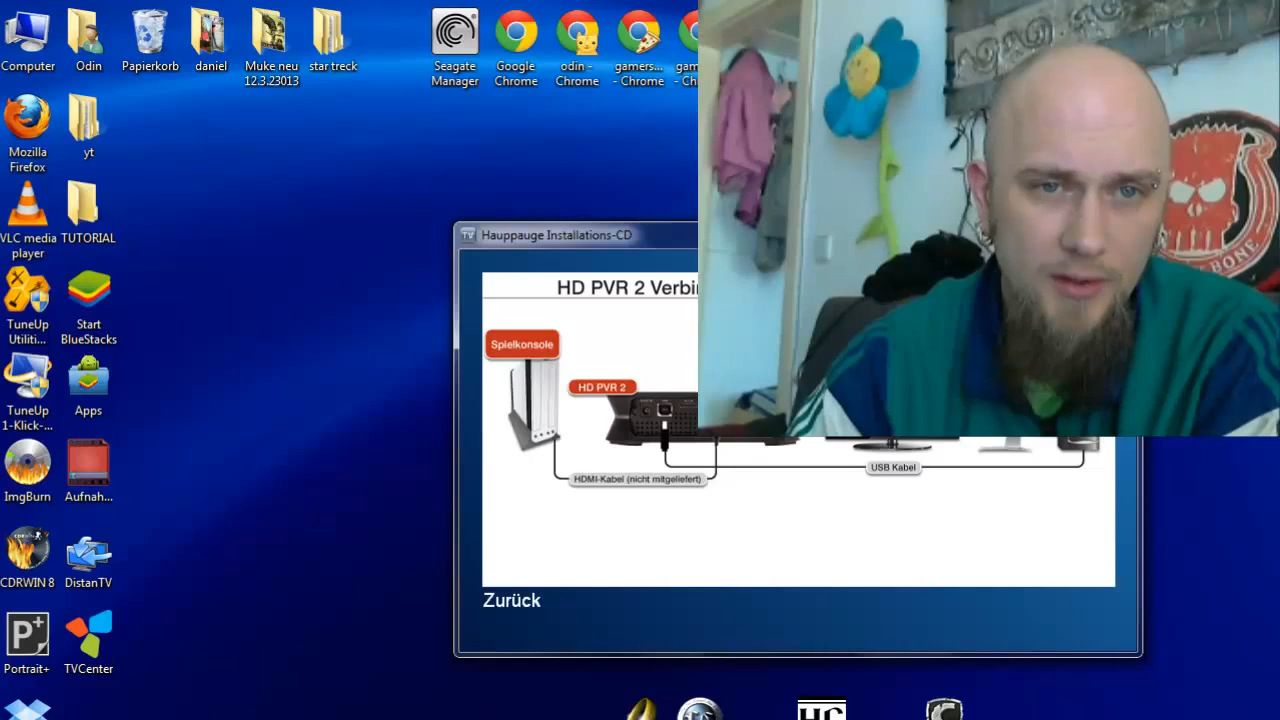 Computer
Odin
Papierkorb
daniel
Muke neu
12.3.23013
star treck
Seagate
Manager
Google
Chrome
odin -
Chrome
gamers...
- Chrome
Mozilla
Firefox
yt
VLC media
player
TUTORIAL
TuneUp
Utiliti...
Start
BlueStacks
TuneUp
1-Klick-...
Apps
ImgBurn
Aufnah...
CDRWIN 8
DistanTV
P+
Portrait+
TVCenter
Hauppauge Installations-CD
HD PVR 2
Spielkonsole
HD PVR 2
USB Kabel
HDMI-Kabel (nicht mitgeliefert)
Zurück